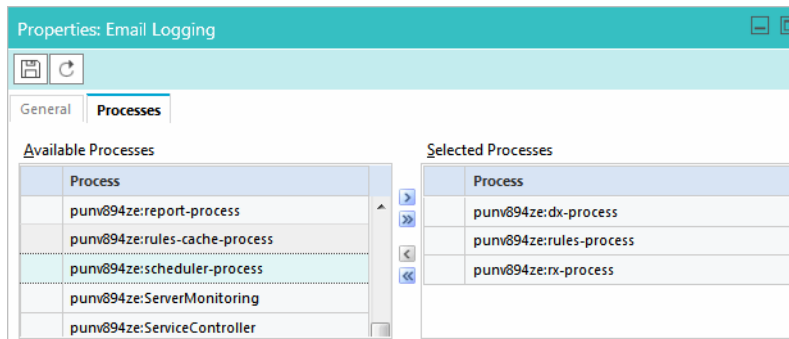 Properties: Email Logging
General Processes
Available Processes
Process
punv894ze:report-process
punv894ze:rules-cache-process
punv894ze:scheduler-process
punv894ze:ServerMonitoring
punv894ze:ServiceController
Selected Processes
Process
punv894ze:dx-process
punv894ze:rules-process
punv894ze:rx-process